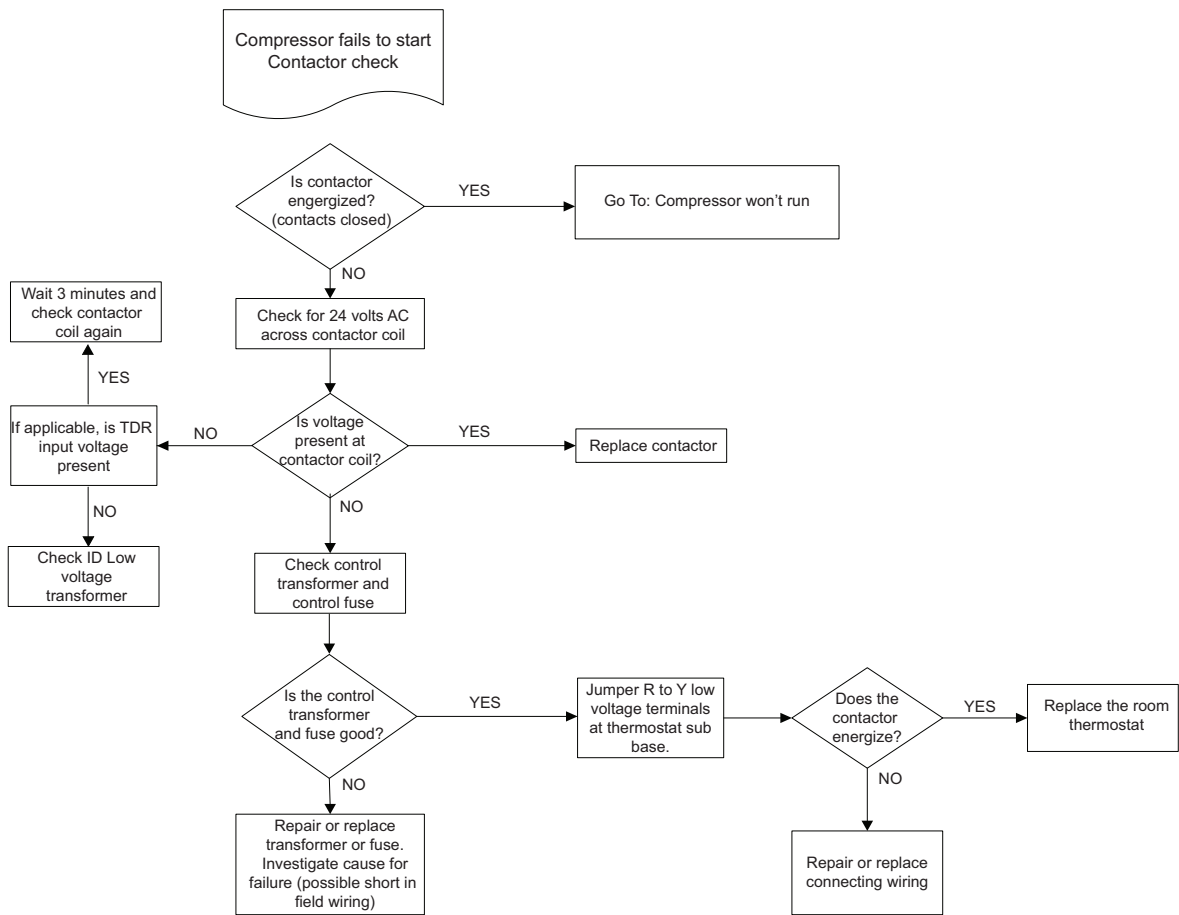 Compressor fails to start
Contactor check
Is contactor
engergized?
(contacts closed)
YES
Go To: Compressor won't run
NO
Wait 3 minutes and
check contactor
coil again
Check for 24 volts AC
across contactor coil
YES
If applicable, is TDR
input voltage
present
NO
Is voltage
present at
contactor coil?
YES
Replace contactor
NO
NO
Check ID Low
voltage
transformer
Check control
transformer and
control fuse
Is the control
transformer
and fuse good?
YES
Jumper R to Y low
voltage terminals
at thermostat sub
base.
Does the
contactor
energize?
YES
Replace the room
thermostat
NO
NO
Repair or replace
transformer or fuse.
Investigate cause for
failure (possible short in
field wiring)
Repair or replace
connecting wiring